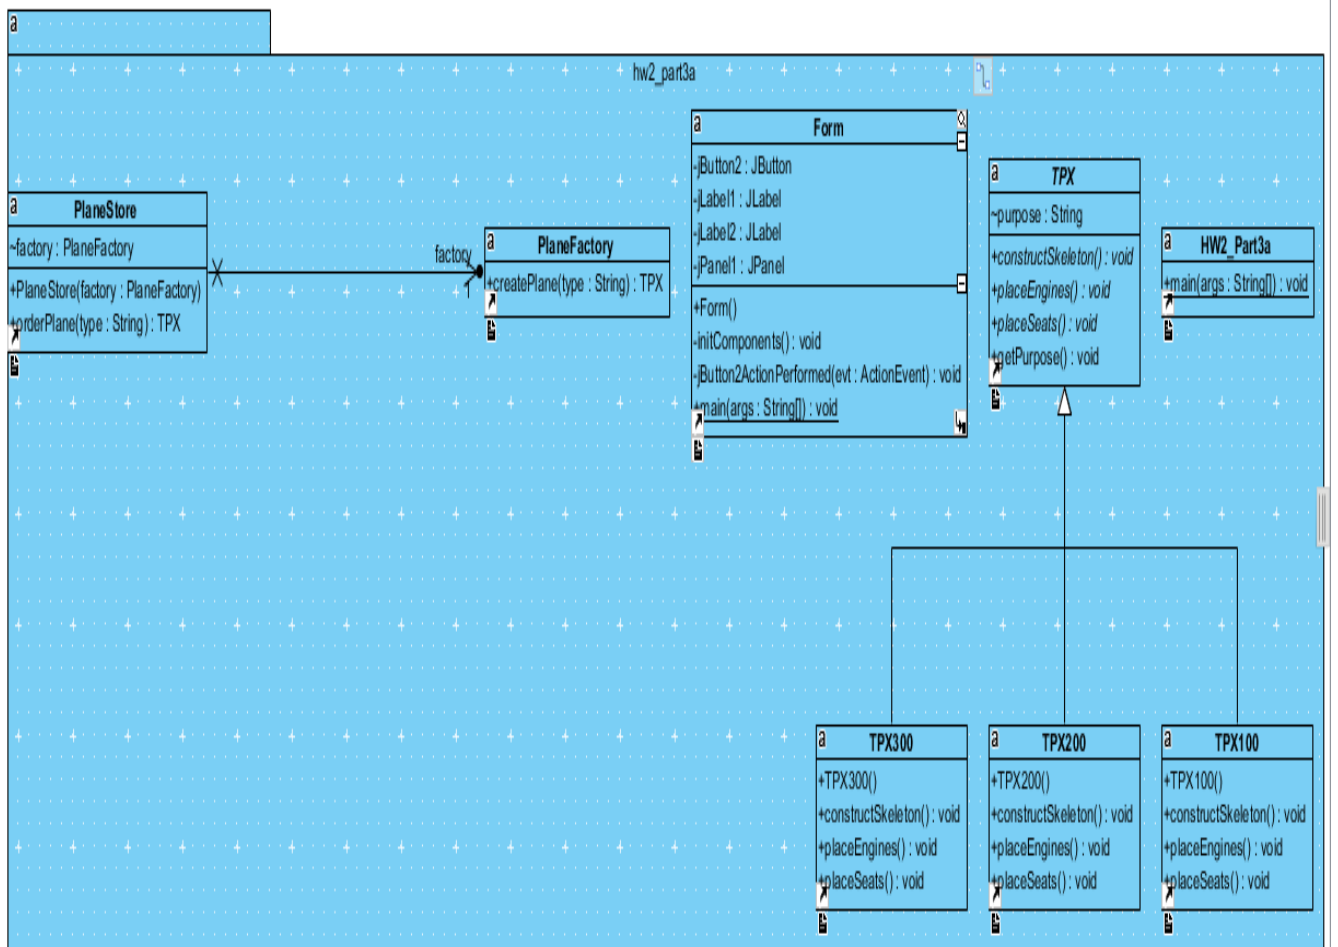 a
hw2_part3a
a
PlaneStore
~factory : PlaneFactory
+PlaneStore(factory : PlaneFactory)
+orderPlane(type : String) : TPX
factory
1
a
PlaneFactory
+createPlane(type : String) : TPX
a
Form
-jButton2 : JButton
-jLabel1 : JLabel
-jLabel2 : JLabel
-jPanel1 : JPanel
+Form()
-initComponents() : void
-jButton2ActionPerformed(evt : ActionEvent) : void
+main(args : String[]) : void
a
TPX
~purpose : String
+constructSkeleton() : void
+placeEngines() : void
+placeSeats() : void
+getPurpose() : void
a
HW2_Part3a
+main(args : String[]) : void
a
TPX300
+TPX300()
+constructSkeleton() : void
+placeEngines() : void
+placeSeats() : void
a
TPX200
+TPX200()
+constructSkeleton() : void
+placeEngines() : void
+placeSeats() : void
a
TPX100
+TPX100()
+constructSkeleton() : void
+placeEngines() : void
+placeSeats() : void